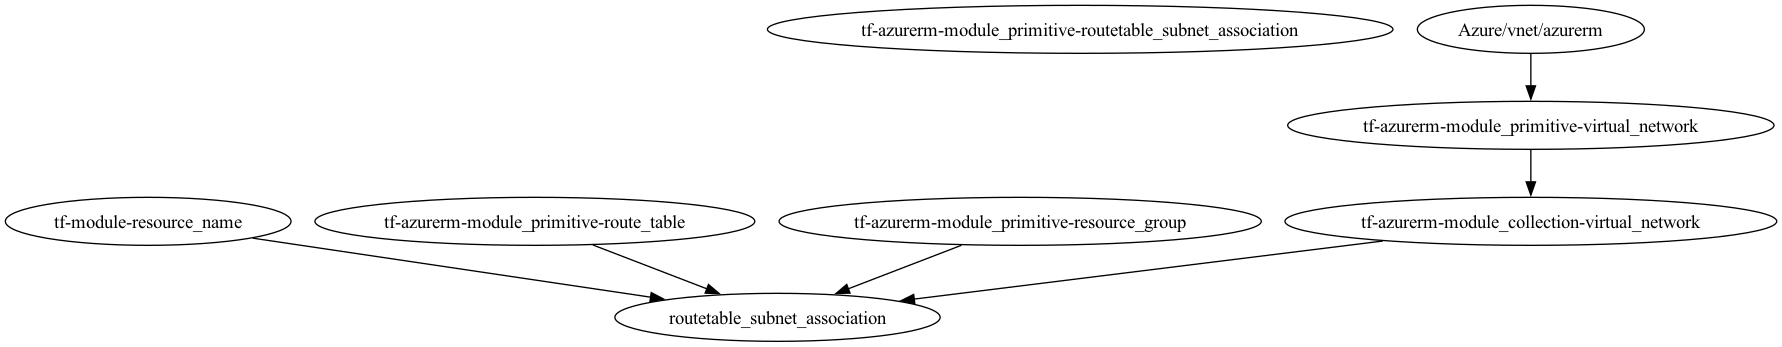 tf-azurerm-module_primitive-routetable_subnet_association
Azure/vnet/azurerm
tf-azurerm-module_primitive-virtual_network
tf-module-resource_name
tf-azurerm-module_primitive-route_table
tf-azurerm-module_primitive-resource_group
tf-azurerm-module_collection-virtual_network
routetable_subnet_association